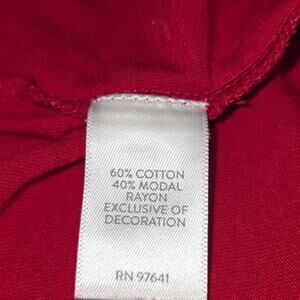 60% COTTON
40% MODAL
RAYON
EXCLUSIVE OF
DECORATION
RN 97641